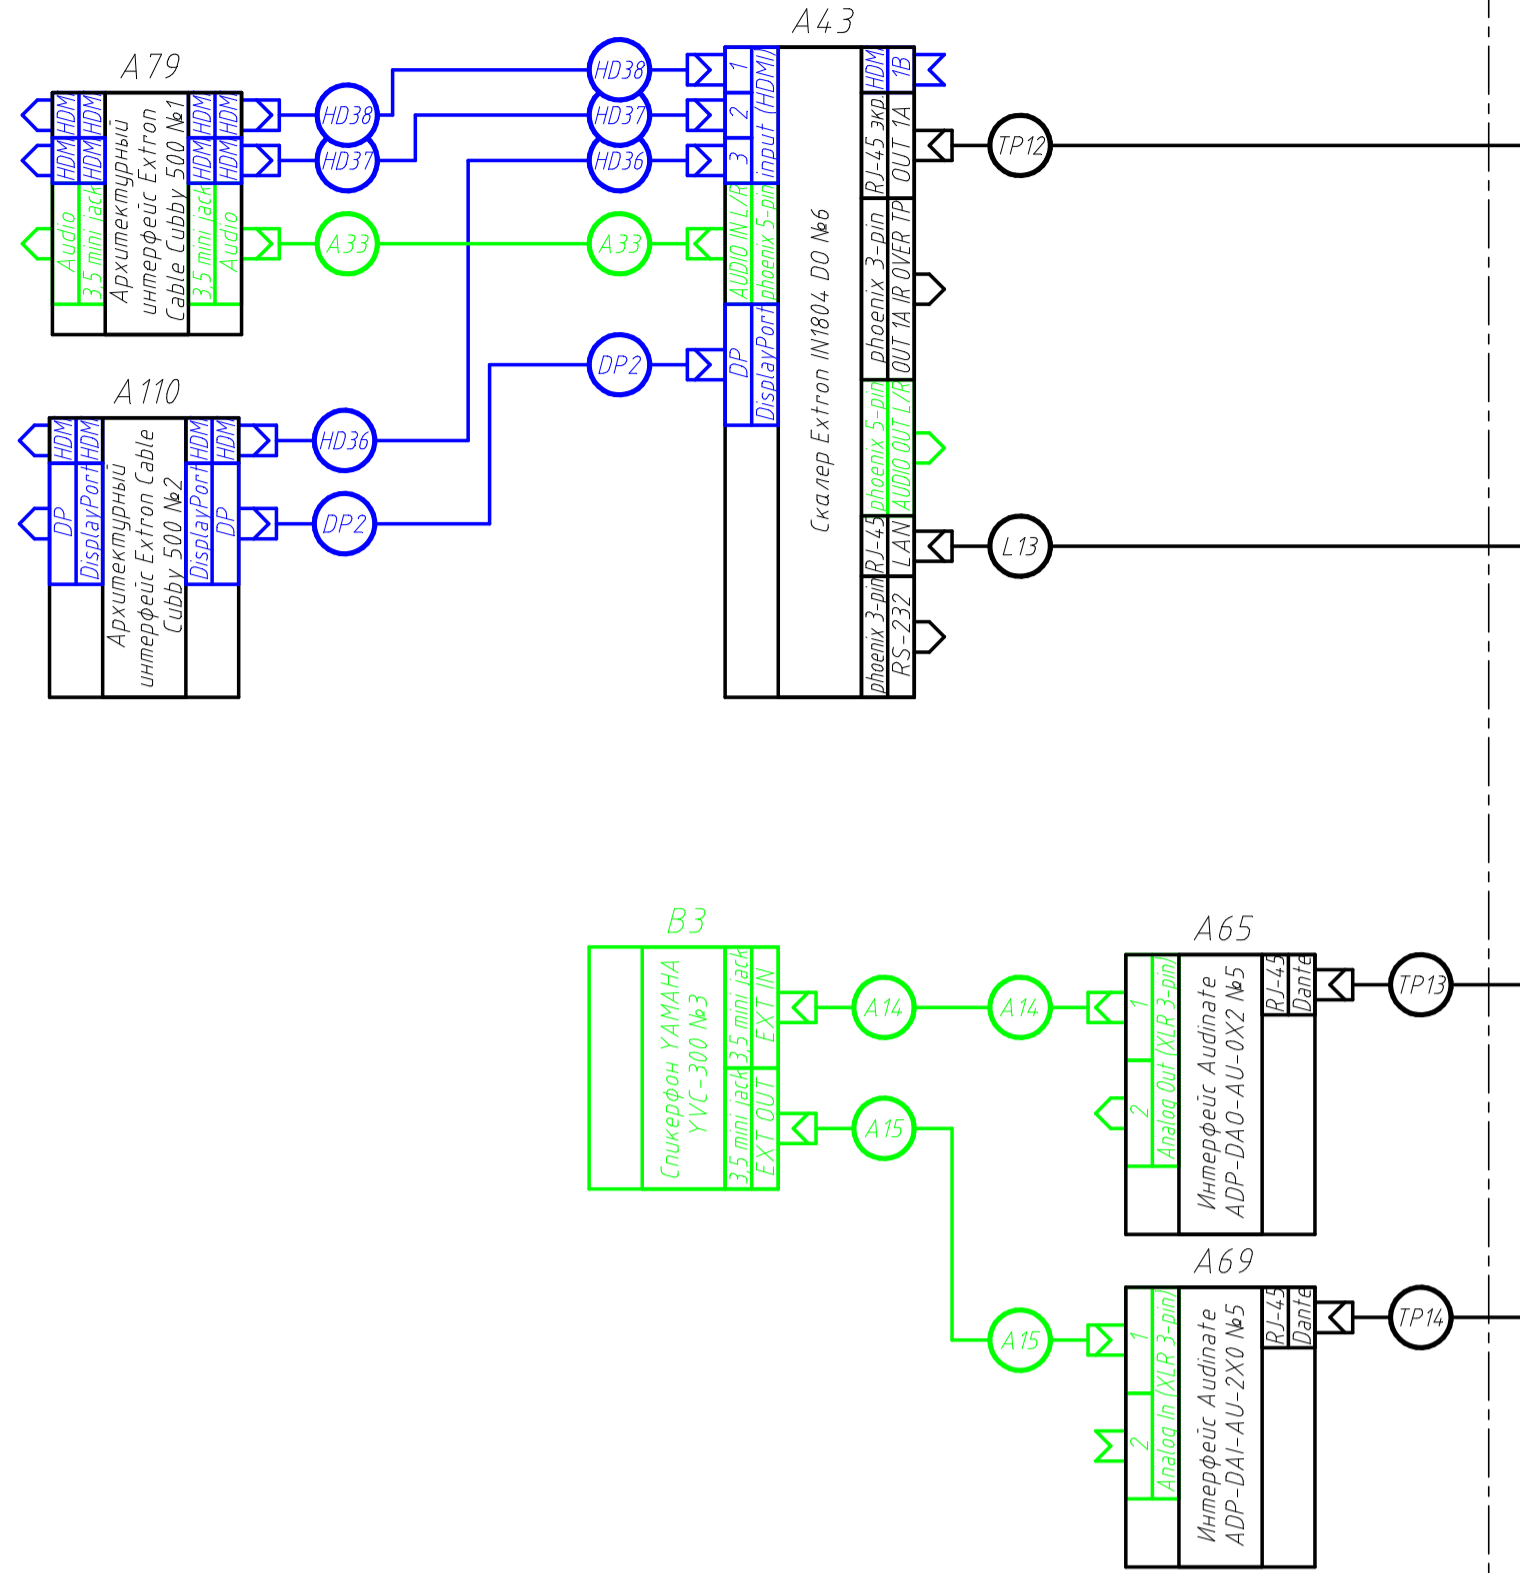 A79
HDMI
HDMI
HDMI
HDMI
Audio
3,5 mini jack
Архитектурный
интерфейс Extron
Cable Cubby 500 №1
HDMI
HDMI
HDMI
HDMI
3,5 mini jack
Audio
HD38
HD37
A33
HD38
HD37
HD36
A33
DP2
A110
HDMI
HDMI
DP
DisplayPort
Архитектурный
интерфейс Extron Cable
Cubby 500 №2
HDMI
HDMI
DisplayPort
DP
HD36
DP2
A43
1
2
3
input (HDMI)
AUDIO IN L/R
phoenix 5-pin
DP
DisplayPort
Скалер Extron IN1804 DO №6
HDMI
1B
RJ-45 экр.
OUT 1A
phoenix 3-pin
OUT 1A IR OVER TP
phoenix 5-pin
AUDIO OUT L/R
RJ-45
LAN
phoenix 3-pin
RS-232
TP12
L13
B3
Спикерфон YAMAHA
YVC-300 №3
3,5 mini jack
EXT IN
3,5 mini jack
EXT OUT
A14
A14
A15
A15
A65
1
2
Analog Out (XLR 3-pin)
Интерфейс Audinate
ADP-DAO-AU-0X2 №5
RJ-45
Dante
TP13
A69
1
2
Analog In (XLR 3-pin)
Интерфейс Audinate
ADP-DAI-AU-2X0 №5
RJ-45
Dante
TP14